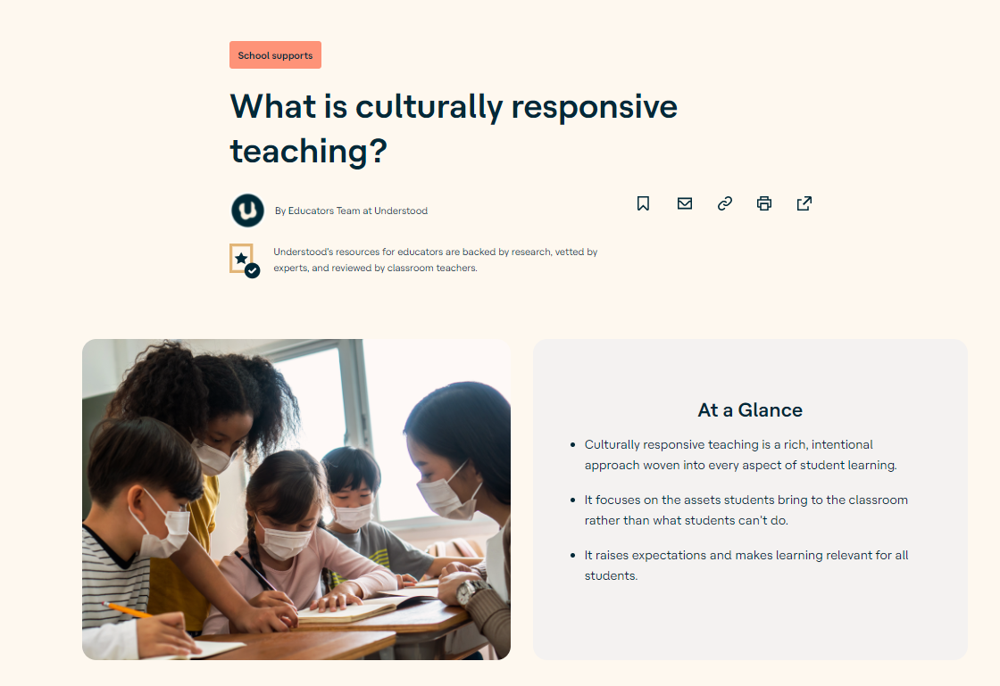 School supports
What is culturally responsive
teaching?
By Educators Team at Understood
Understood's resources for educators are backed by research, vetted by
experts, and reviewed by classroom teachers.
At a Glance
• Culturally responsive teaching is a rich, intentional
approach woven into every aspect of student learning.
• It focuses on the assets students bring to the classroom
rather than what students can't do.
• It raises expectations and makes learning relevant for all
students.